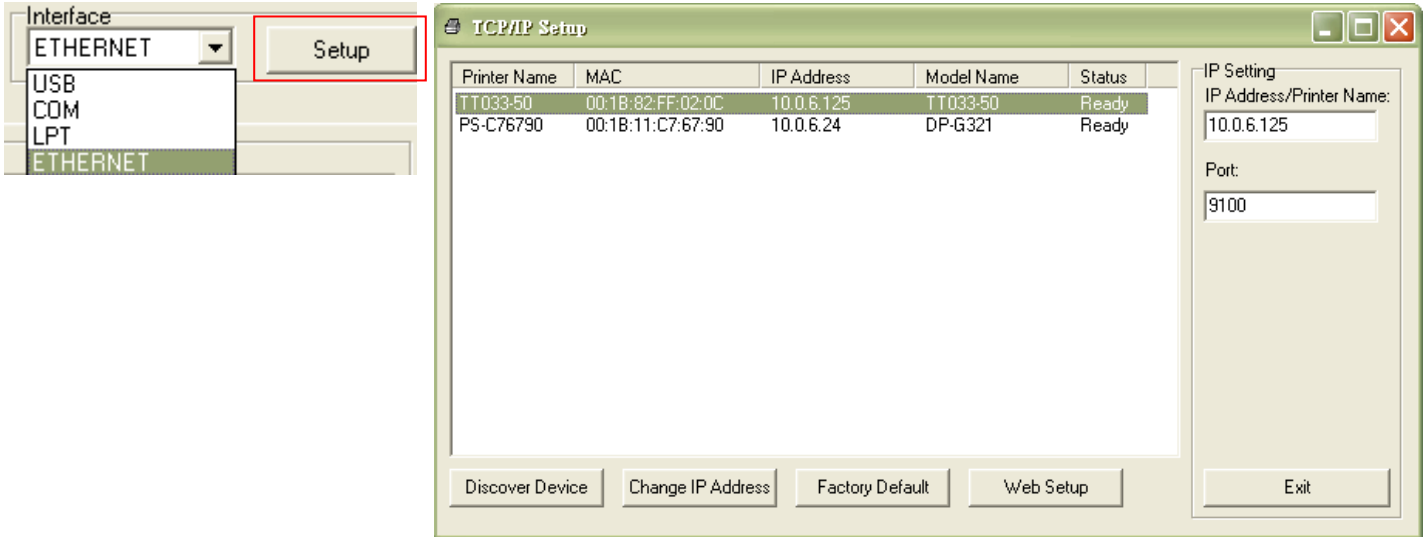 Interface
ETHERNET
Setup
USB
COM
LPT
ETHERNET
TCP/IP Setup
Printer Name MAC IP Address Model Name Status
TT033-50 00:1B:82:FF:02:0C 10.0.6.125 TT033-50 Ready
PS-C76790 00:1B:11:C7:67:90 10.0.6.24 DP-G321 Ready
IP Setting
IP Address/Printer Name:
10.0.6.125
Port:
9100
Discover Device Change IP Address Factory Default Web Setup Exit